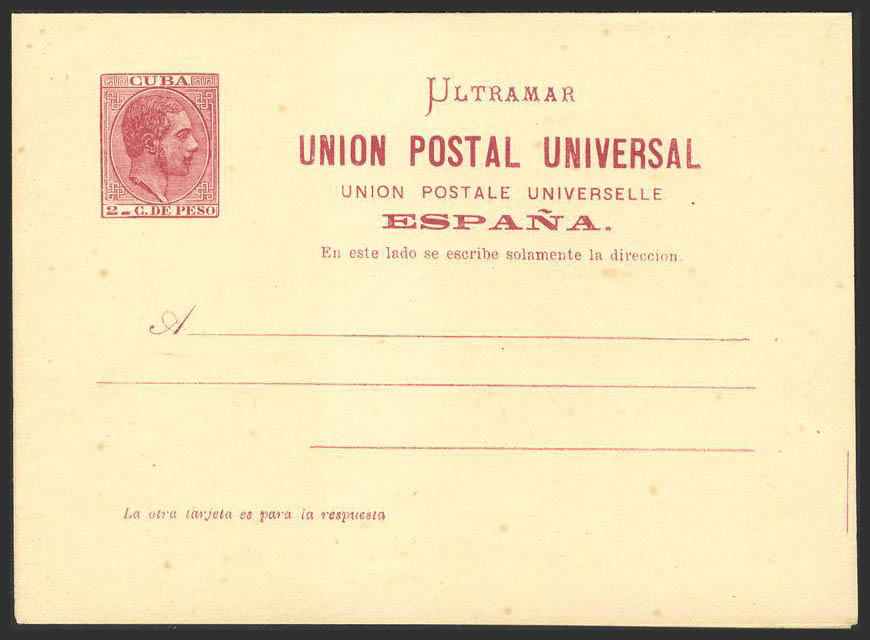 CUBA
2 C. DE PESO
ULTRAMAR
UNION POSTAL UNIVERSAL
UNION POSTALE UNIVERSELLE
ESPAÑA.
En este lado se escribe solamente la direccion.
A
La otra tarjeta es para la respuesta